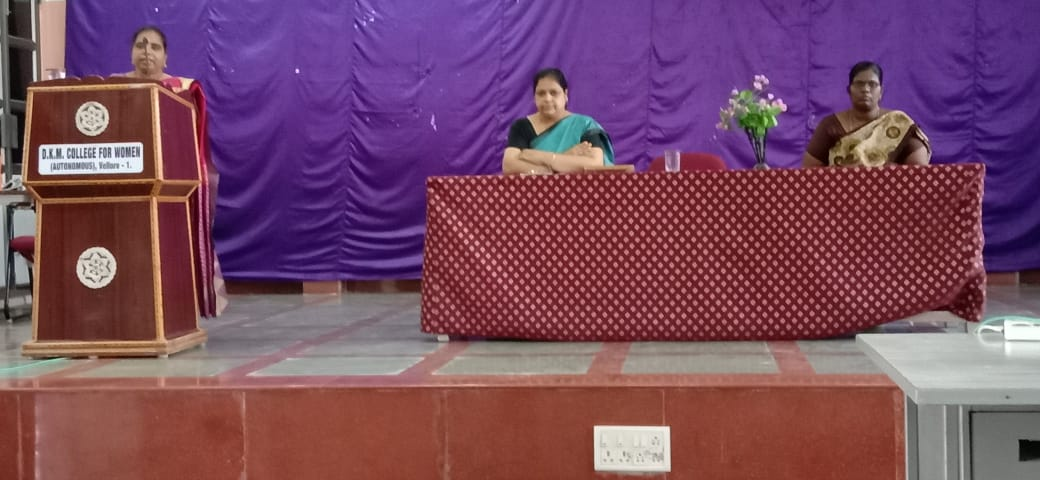 D.K.M. COLLEGE FOR WOMEN
(AUTONOMOUS), Vellore - 1.